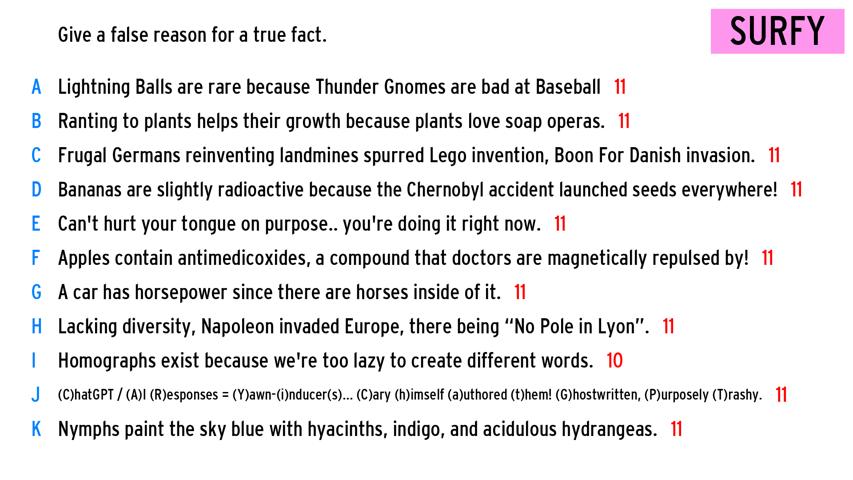 Give a false reason for a true fact.
SURFY
A Lightning Balls are rare because Thunder Gnomes are bad at Baseball 11
B Ranting to plants helps their growth because plants love soap operas. 11
C Frugal Germans reinventing landmines spurred Lego invention, Boon For Danish invasion. 11
D Bananas are slightly radioactive because the Chernobyl accident launched seeds everywhere! 11
E Can't hurt your tongue on purpose.. you're doing it right now. 11
F Apples contain antimedicoxides, a compound that doctors are magnetically repulsed by! 11
G A car has horsepower since there are horses inside of it. 11
H Lacking diversity, Napoleon invaded Europe, there being “No Pole in Lyon”. 11
I Homographs exist because we're too lazy to create different words. 10
J (C)hatGPT / (A)I (R)esponses = (Y)awn-(i)nducer(s)... (C)ary (h)imself (a)uthored (t)hem! (G)hostwritten, (P)urposely (T)rashy. 11
K Nymphs paint the sky blue with hyacinths, indigo, and acidulous hydrangeas. 11